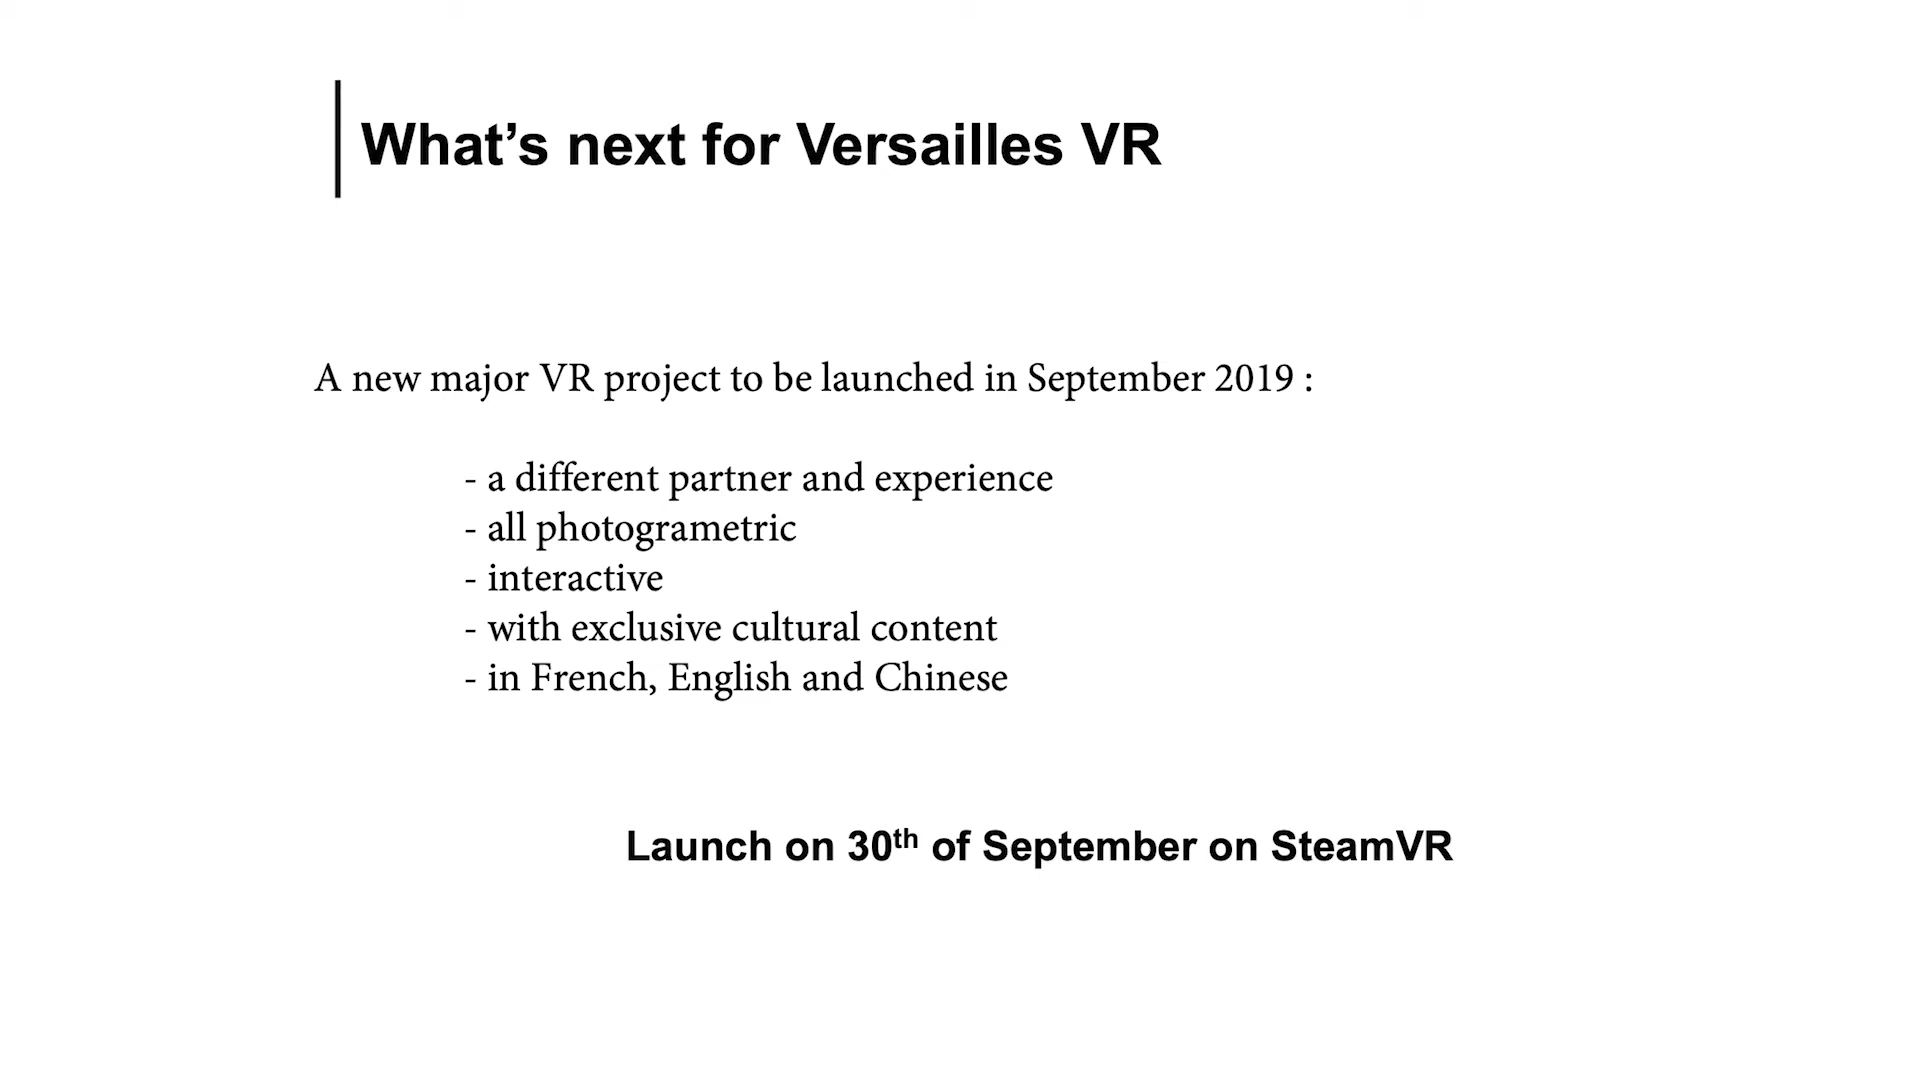 What’s next for Versailles VR
A new major VR project to be launched in September 2019 :
- a different partner and experience
- all photogrametric
- interactive
- with exclusive cultural content
- in French, English and Chinese
Launch on 30th of September on SteamVR